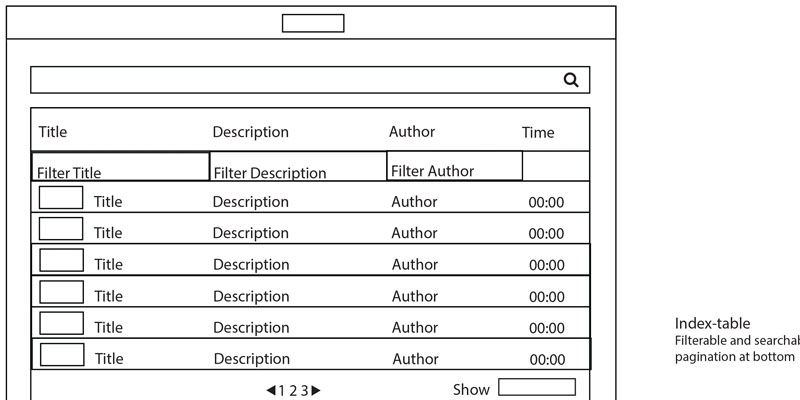 Title Description Author Time
Filter Title Filter Description Filter Author
Title Description Author 00:00
Title Description Author 00:00
Title Description Author 00:00
Title Description Author 00:00
Title Description Author 00:00
Title Description Author 00:00
1 2 3 Show
Index-table
Filterable and
pagination at bottom